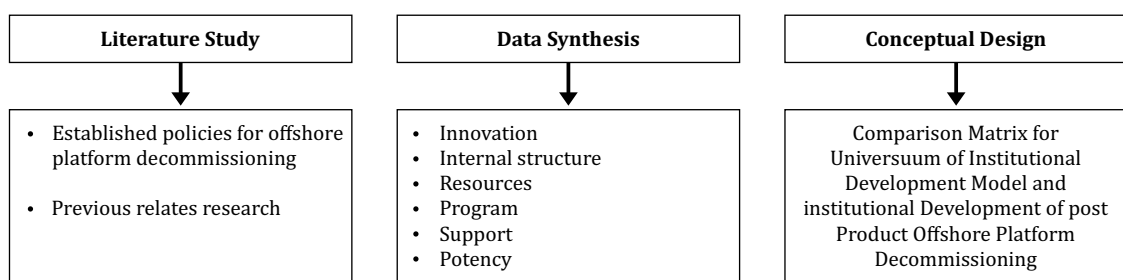 Literature Study
• Established policies for offshore
platform decommissioning
• Previous relates research
Data Synthesis
• Innovation
• Internal structure
• Resources
• Program
• Support
• Potency
Conceptual Design
Comparison Matrix for
Universuum of Institutional
Development Model and
institutional Development of post
Product Offshore Platform
Decommissioning